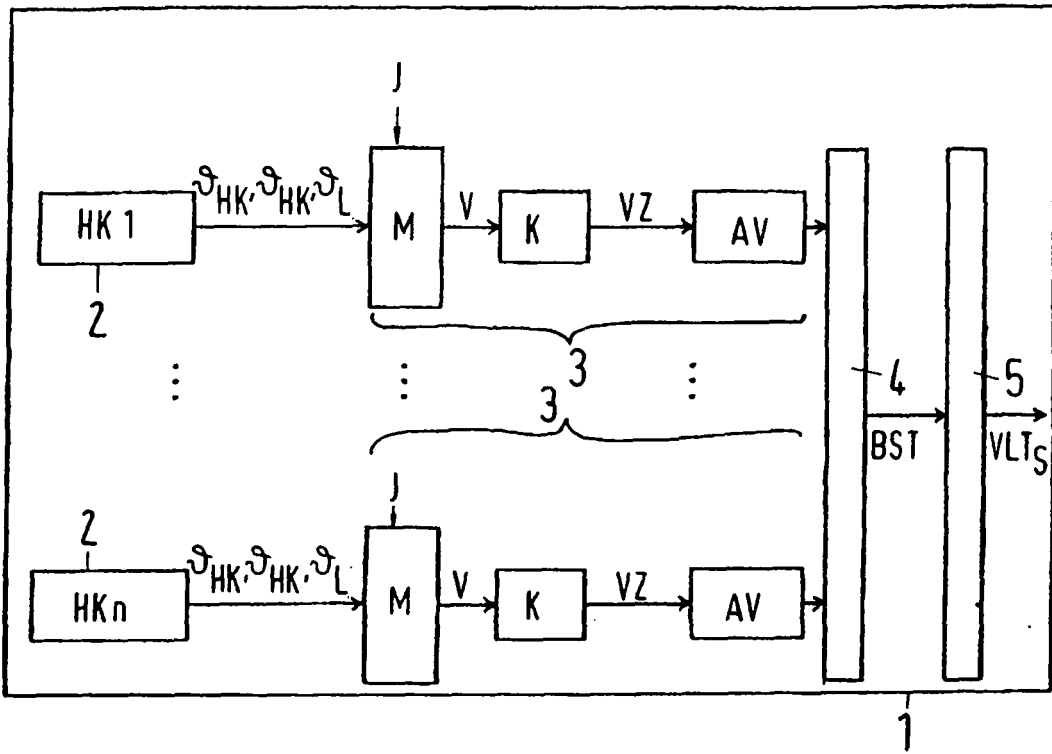 J
ϑHK, ϑHK, ϑL
HK 1
M
V
K
VZ
AV
2
3
4
5
BST
VLTS
3
J
2
ϑHK, ϑHK, ϑL
HKn
M
V
K
VZ
AV
1